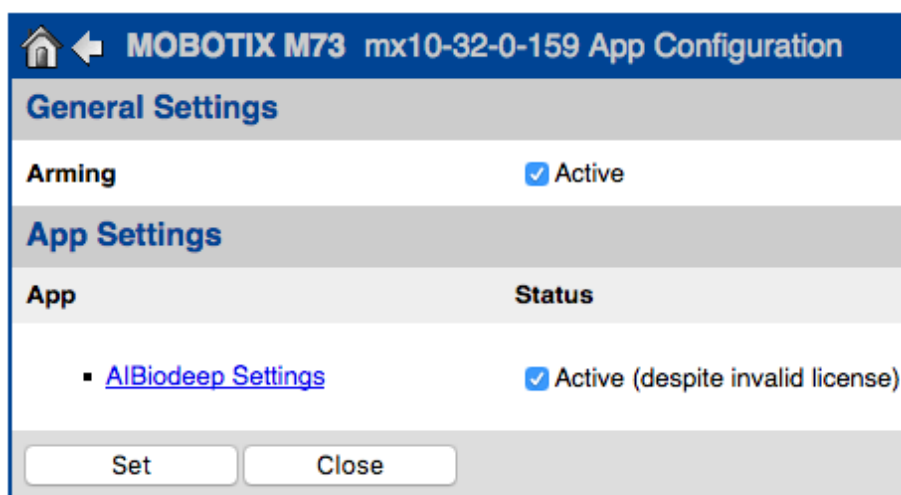 MOBOTIX M73 mx10-32-0-159 App Configuration
General Settings
Arming Active
App Settings
App Status
AIBiodeep Settings Active (despite invalid license)
Set Close